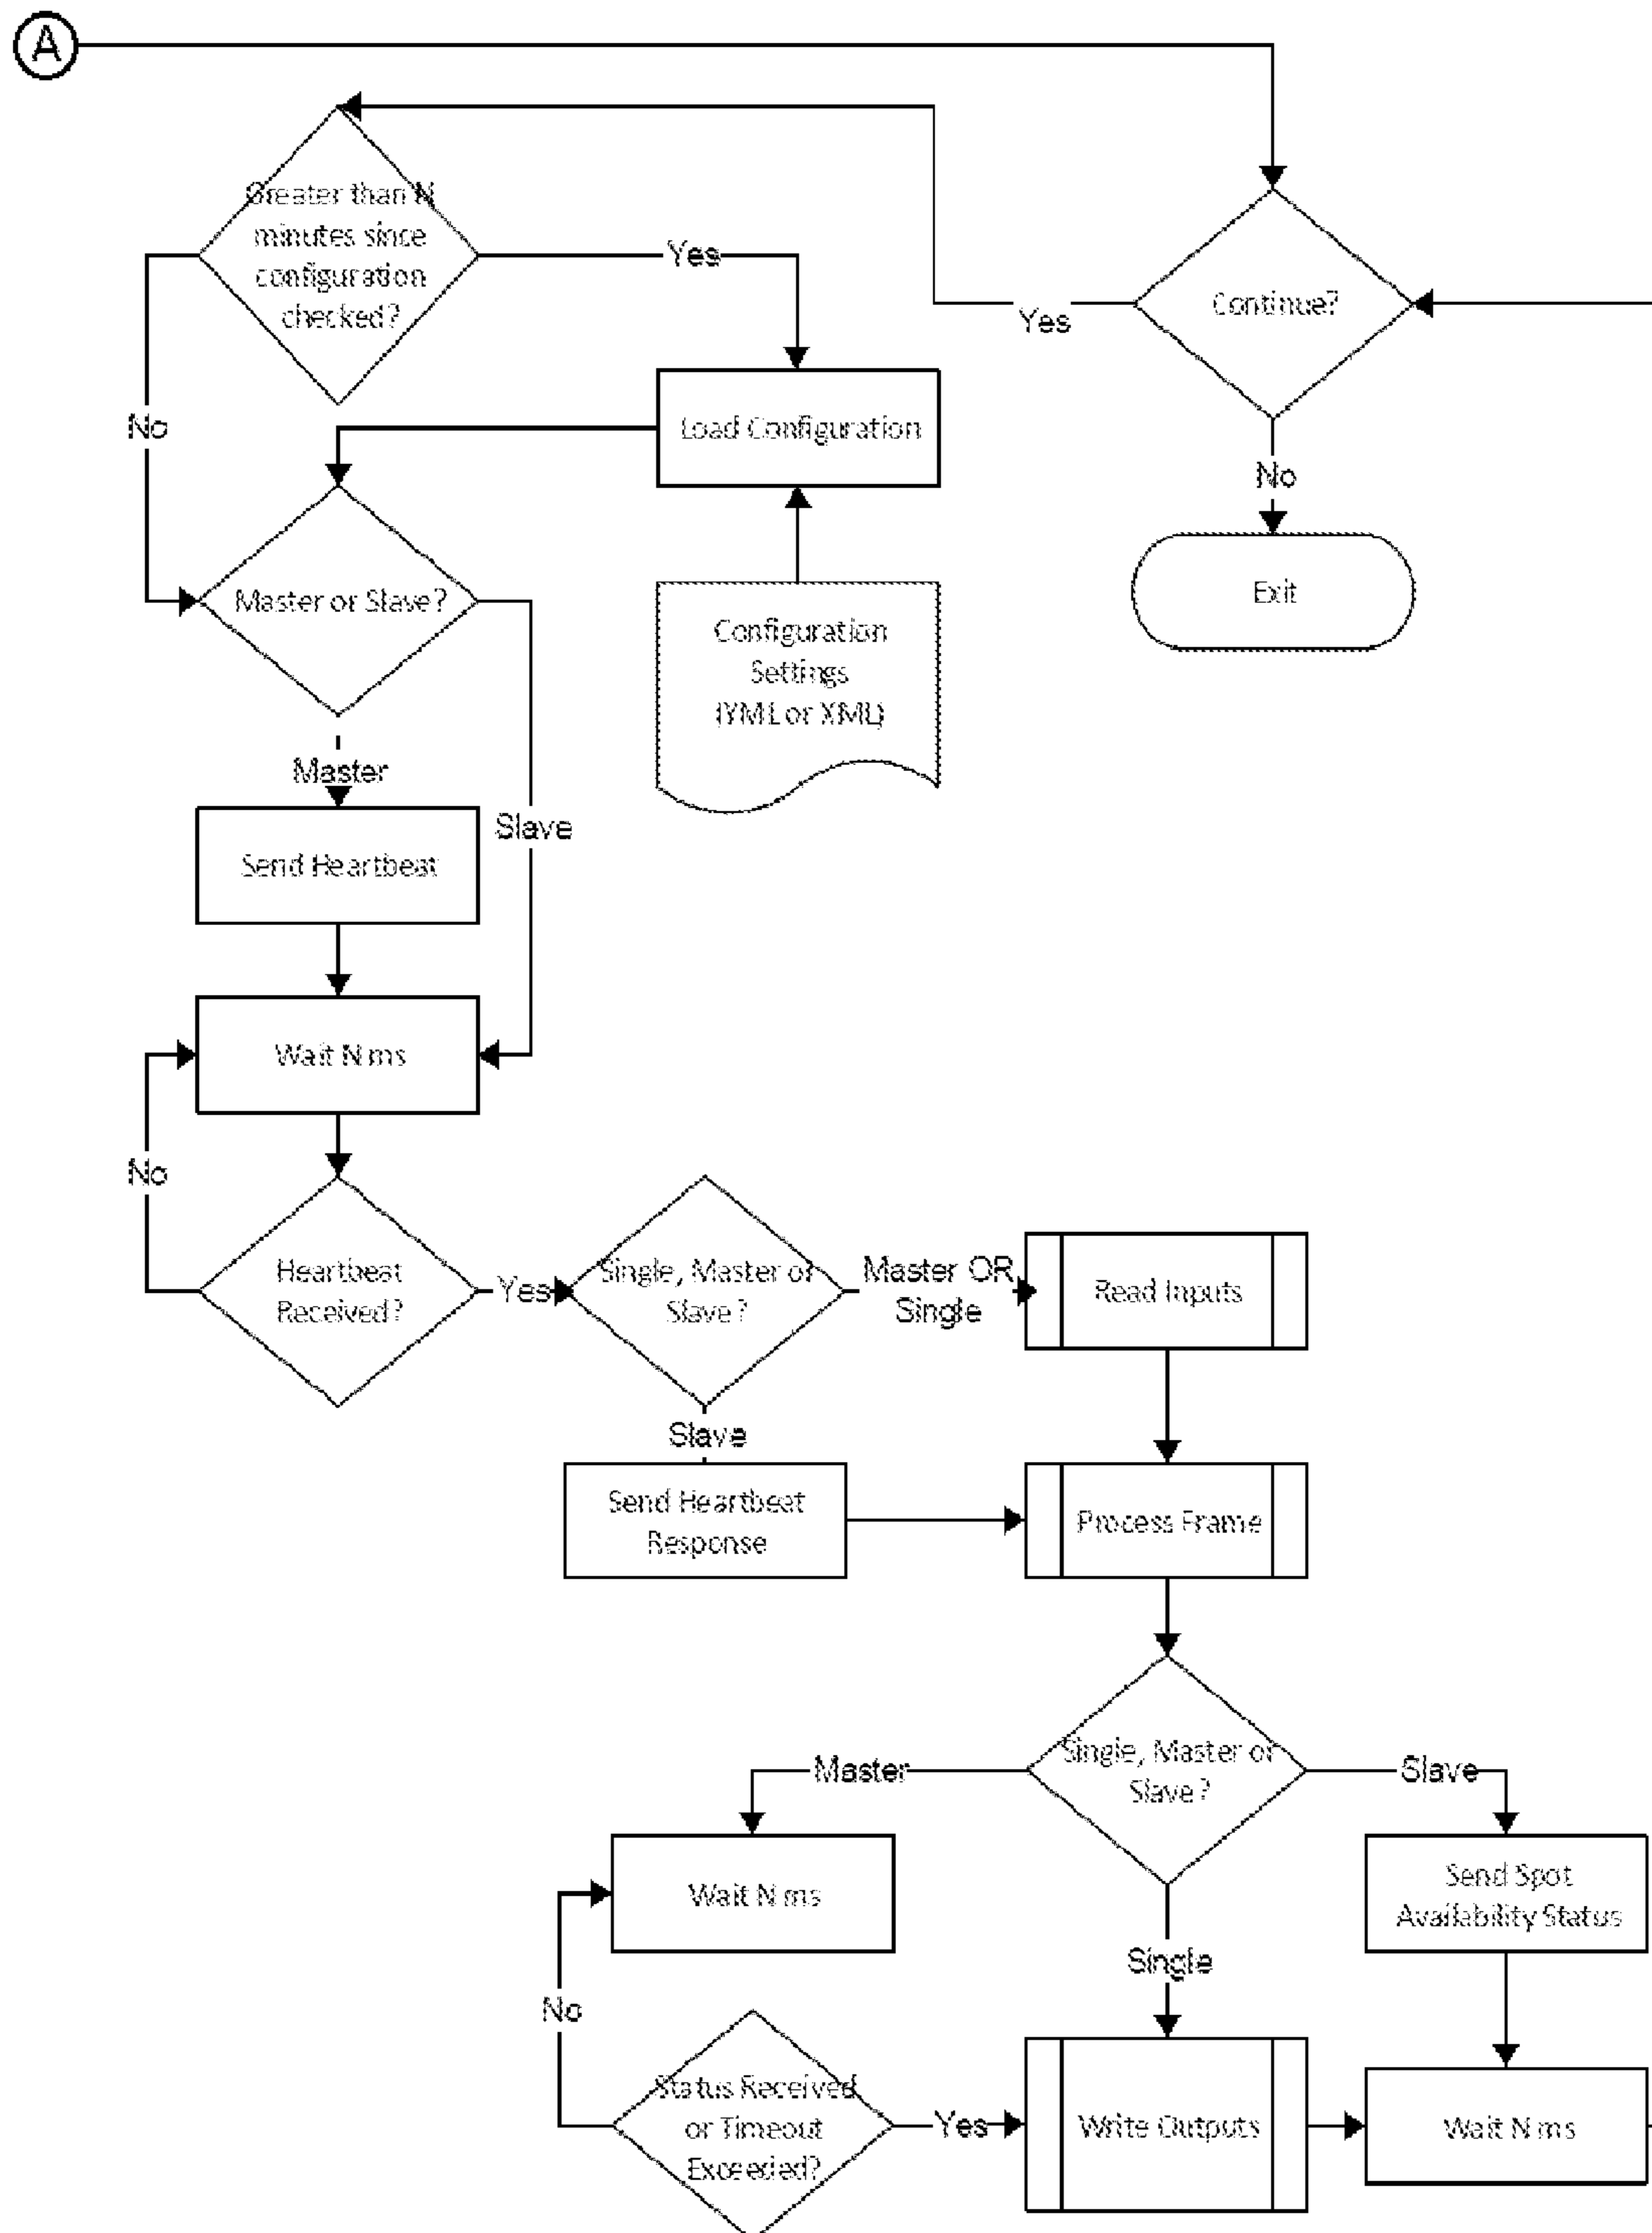 A
Greater than N
minutes since
configuration
checked?
Yes
Yes
Continue?
No
Load Configuration
No
Exit
Master or Slave?
Configuration
Settings
(YML or XML)
Master
Slave
Send Heartbeat
Wait N ms
No
Heartbeat
Received?
Yes
Single, Master or
Slave?
Master OR
Single
Read Inputs
Slave
Send Heartbeat
Response
Process Frame
Single, Master or
Slave?
Master
Slave
Wait N ms
Send Spot
Availability Status
Single
No
Status Received
or Timeout
Exceeded?
Yes
Write Outputs
Wait N ms